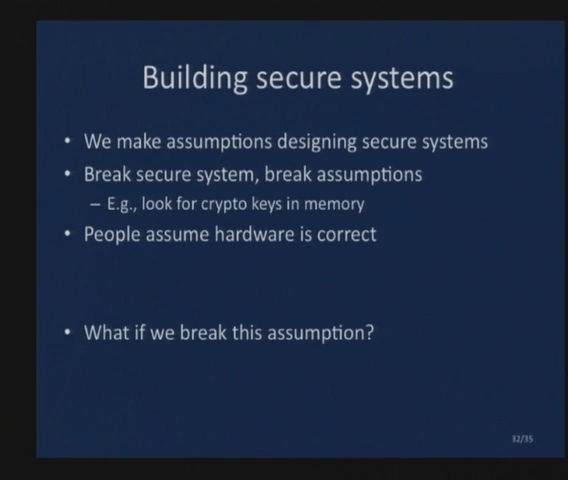 Building secure systems
• We make assumptions designing secure systems
• Break secure system, break assumptions
– E.g., look for crypto keys in memory
• People assume hardware is correct
• What if we break this assumption?
32/35